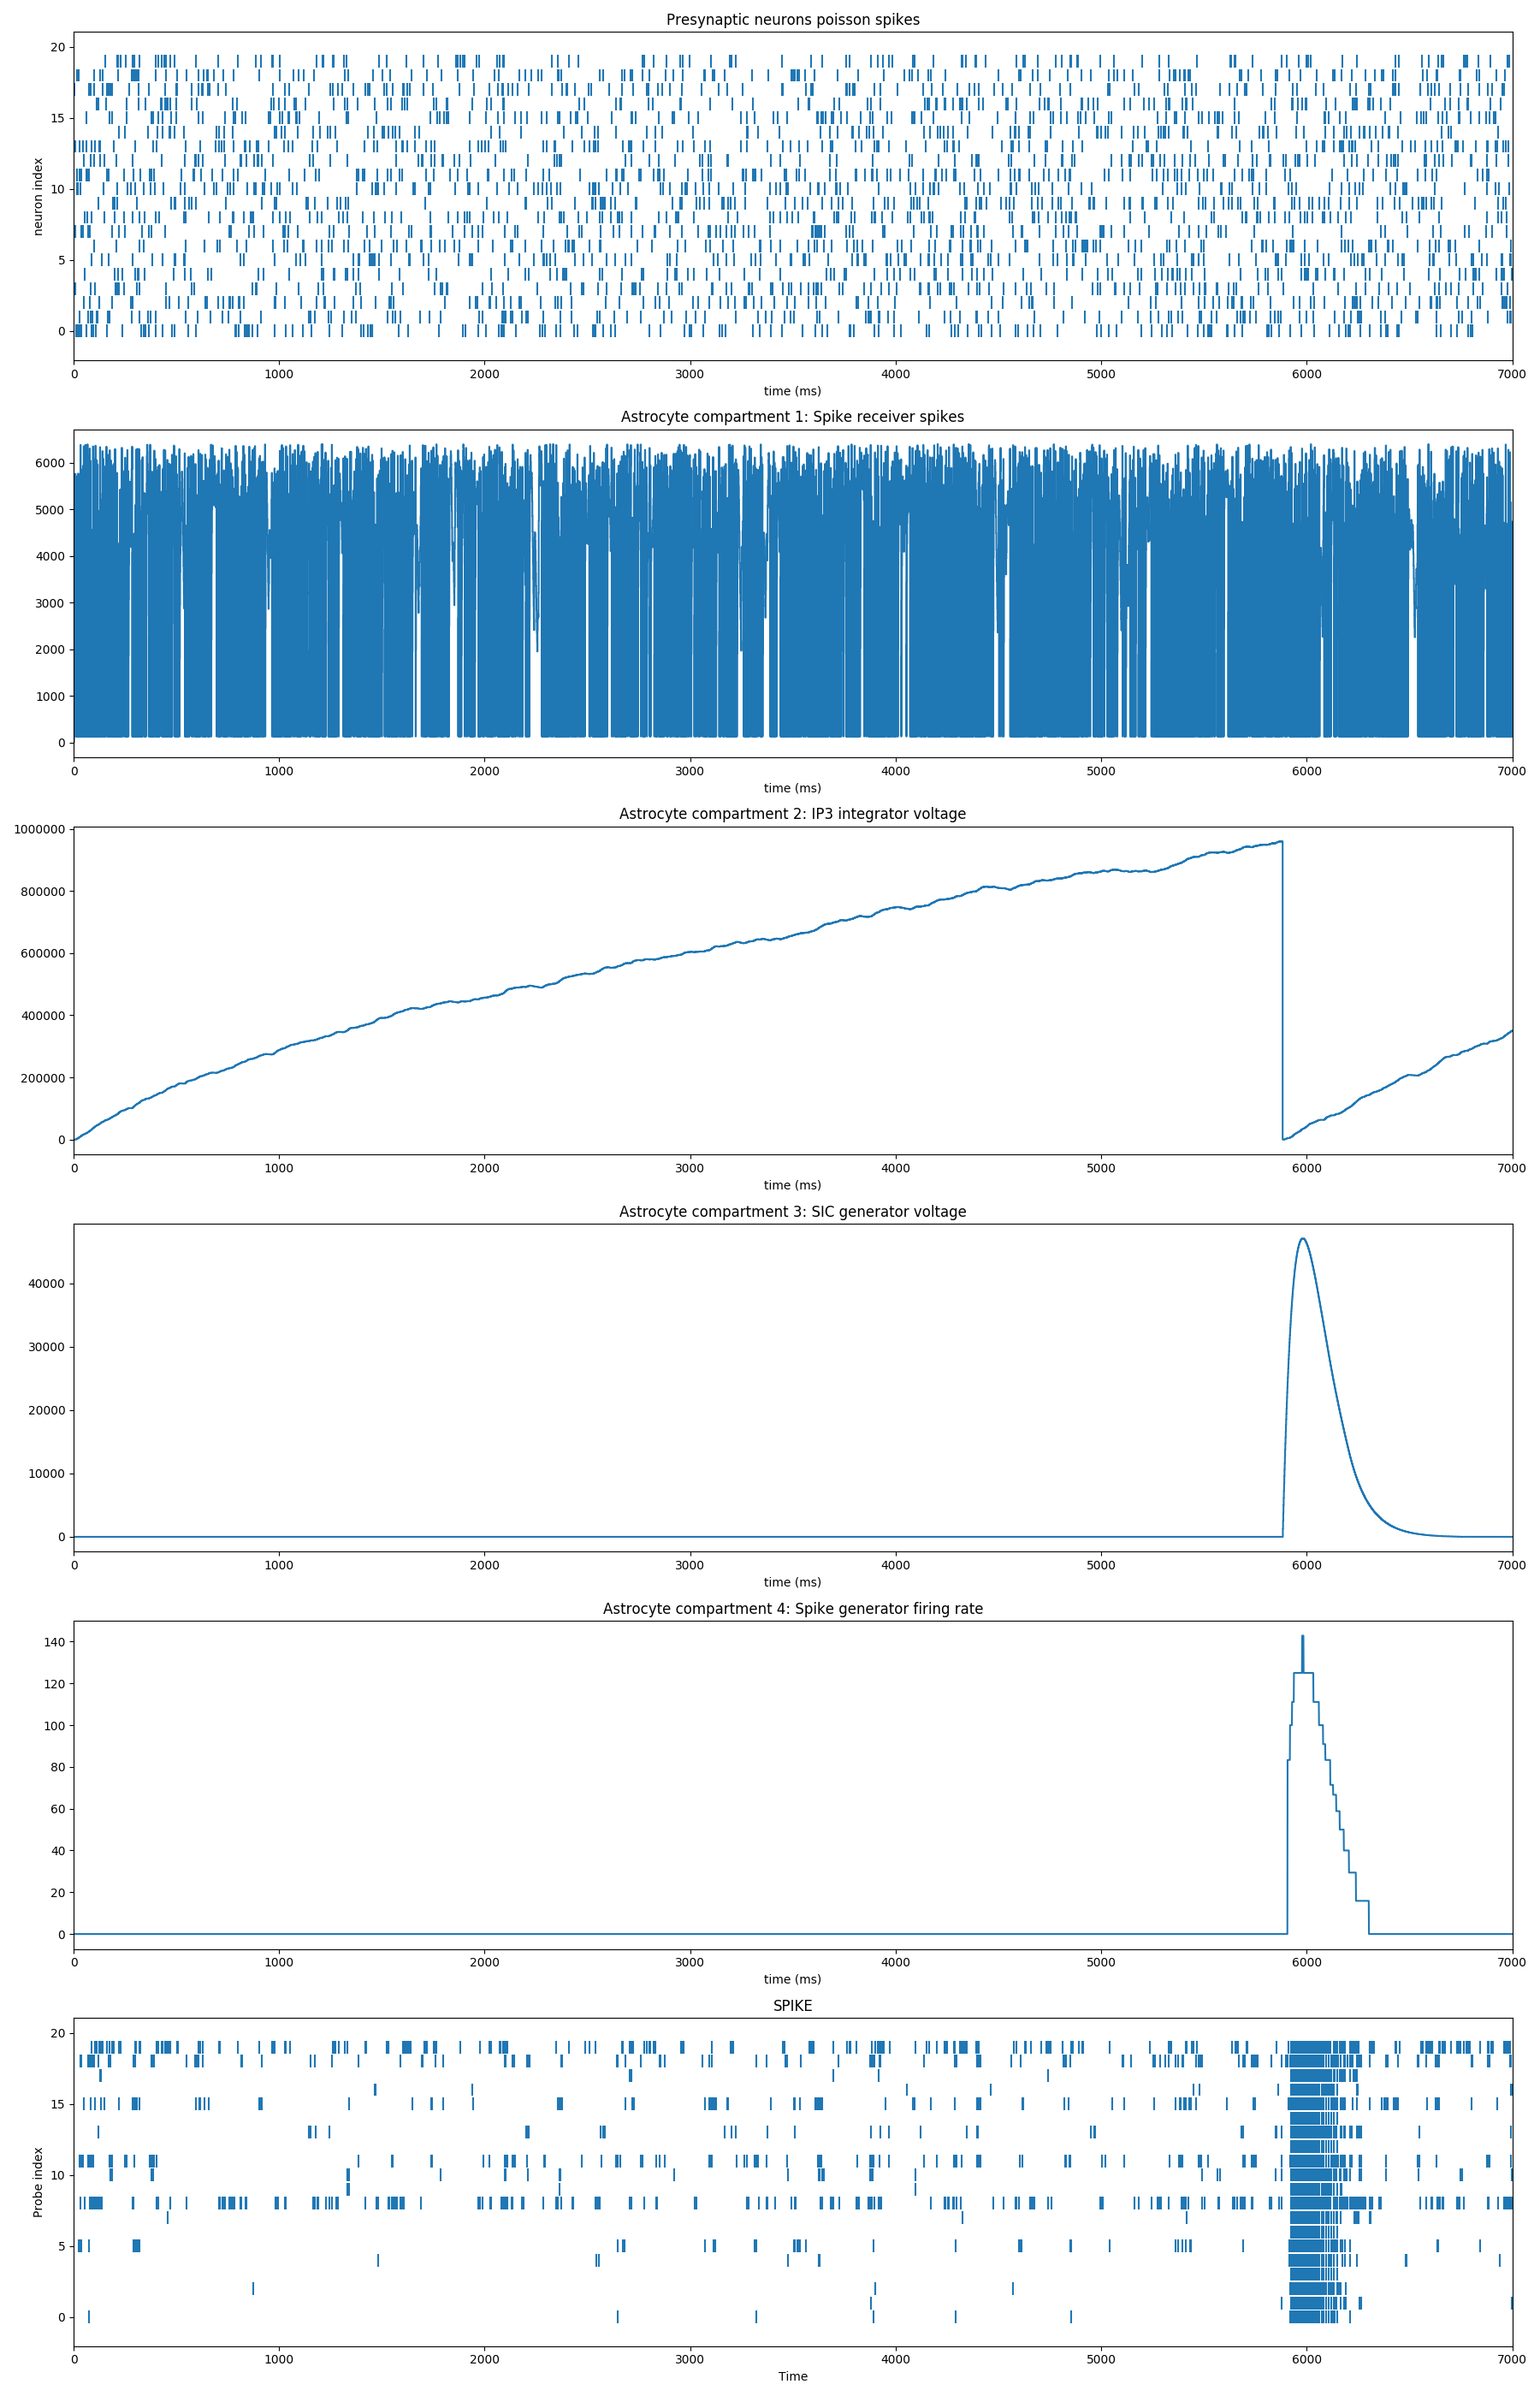 Presynaptic neurons poisson spikes
20
15
10
5
0
neuron index
0 1000 2000 3000 4000 5000 6000 7000
time (ms)
Astrocyte compartment 1: Spike receiver spikes
6000
5000
4000
3000
2000
1000
0
0 1000 2000 3000 4000 5000 6000 7000
time (ms)
Astrocyte compartment 2: IP3 integrator voltage
1000000
800000
600000
400000
200000
0
0 1000 2000 3000 4000 5000 6000 7000
time (ms)
Astrocyte compartment 3: SIC generator voltage
40000
30000
20000
10000
0
0 1000 2000 3000 4000 5000 6000 7000
time (ms)
Astrocyte compartment 4: Spike generator firing rate
140
120
100
80
60
40
20
0
0 1000 2000 3000 4000 5000 6000 7000
time (ms)
SPIKE
20
15
10
5
0
Probe index
0 1000 2000 3000 4000 5000 6000 7000
Time